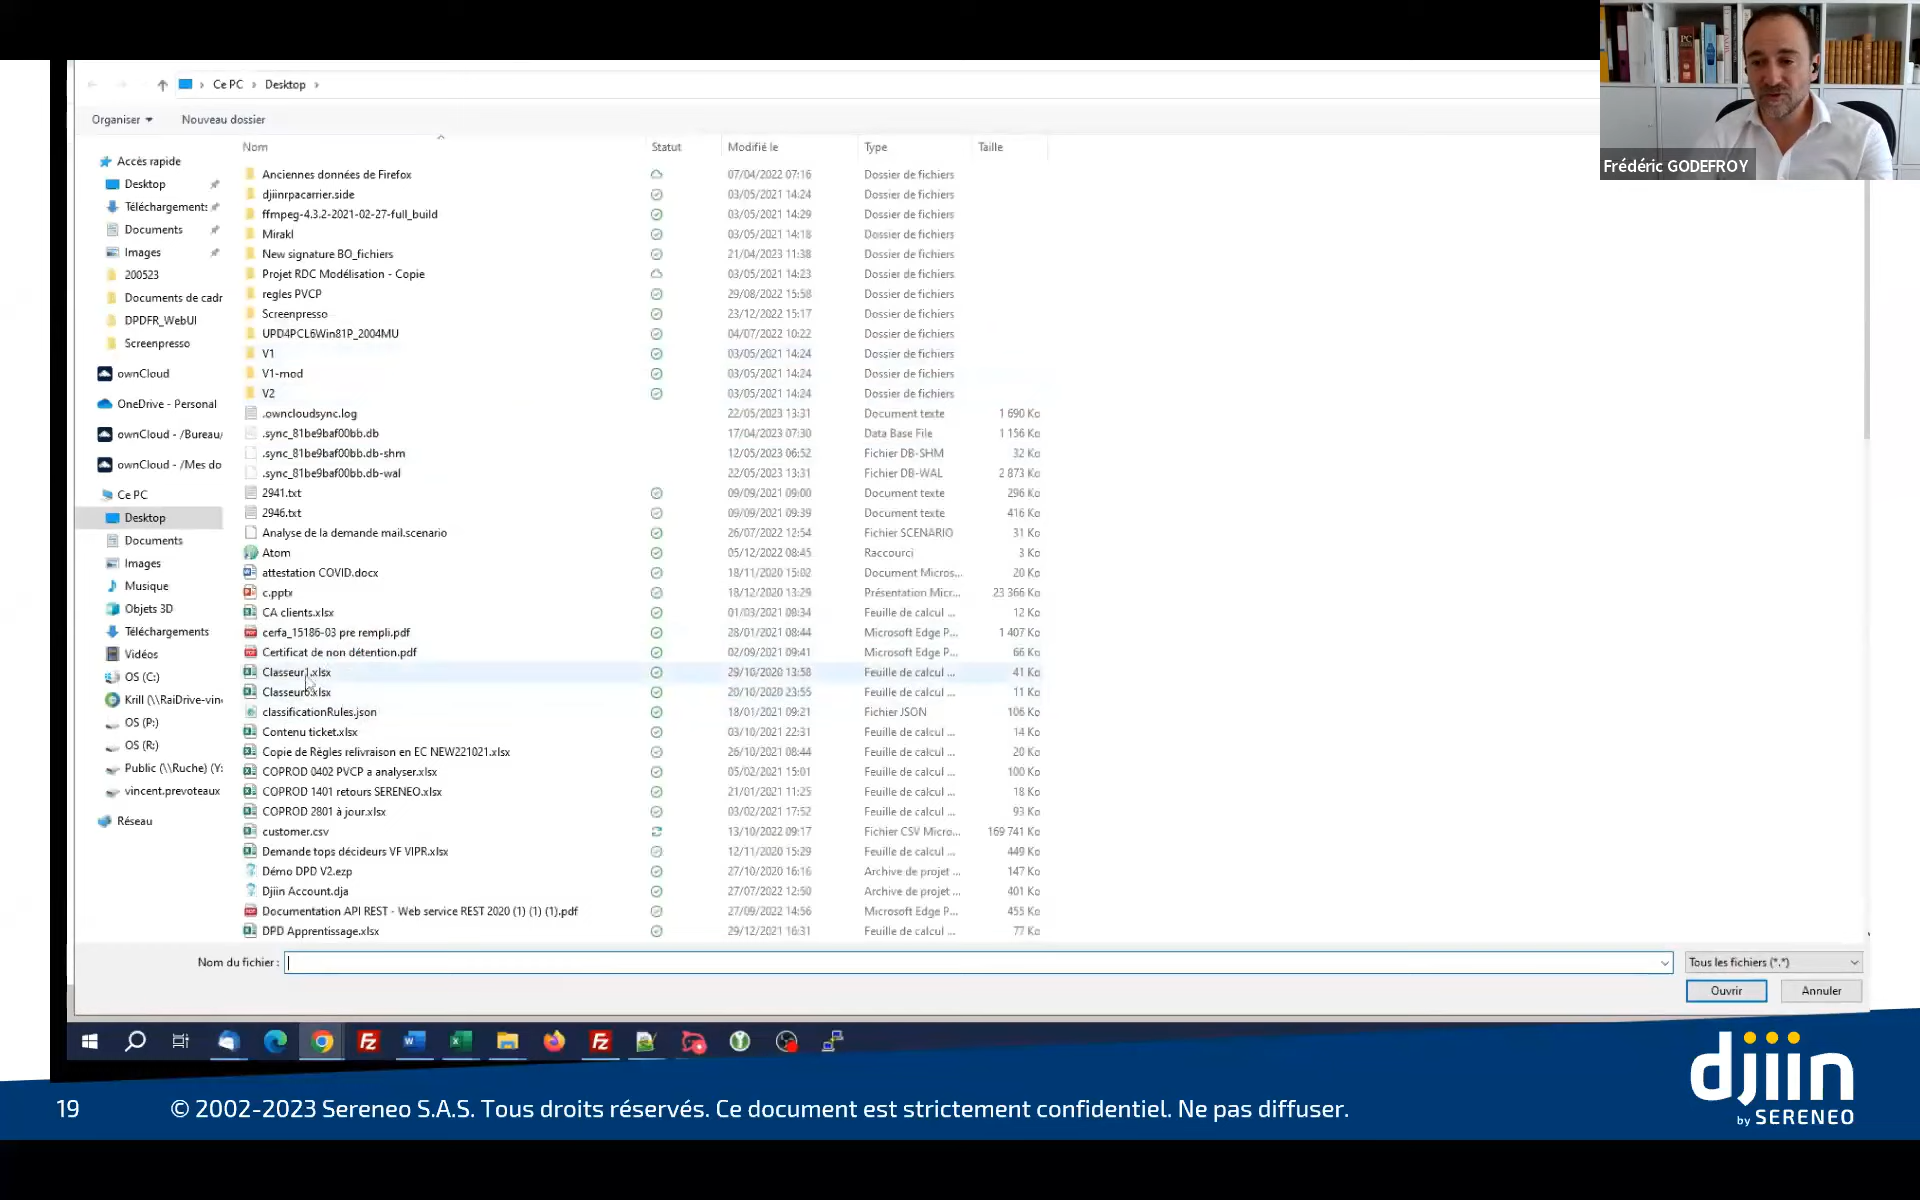 Ce PC > Desktop >
Organiser Nouveau dossier
Nom Statut Modifié le Type Taille
Accès rapide
Desktop
Téléchargement:
Documents
Images
200523
Documents de cadr
DPDFR_WebUI
Screenpresso
ownCloud
OneDrive - Personal
ownCloud - /Bureau/
ownCloud - /Mes do
Ce PC
Desktop
Documents
Images
Musique
Objets 3D
Téléchargements
Vidéos
OS (C:)
Krill (\\RaiDrive-vin
OS (P:)
OS (R:)
Public (\\Ruche) (Y:
vincent.prevoteaux
Réseau
Anciennes données de Firefox 07/04/2022 07:16 Dossier de fichiers
djiinrpacarrier.side 03/05/2021 14:24 Dossier de fichiers
ffmpeg-4.3.2-2021-02-27-full_build 03/05/2021 14:29 Dossier de fichiers
Mirakl 03/05/2021 14:18 Dossier de fichiers
New signature BO_fichiers 21/04/2023 11:38 Dossier de fichiers
Projet RDC Modélisation - Copie 03/05/2021 14:23 Dossier de fichiers
regles PVCP 29/08/2022 15:58 Dossier de fichiers
Screenpresso 23/12/2022 15:17 Dossier de fichiers
UPD4PCL6Win81P_2004MU 04/07/2022 10:22 Dossier de fichiers
V1 03/05/2021 14:24 Dossier de fichiers
V1-mod 03/05/2021 14:24 Dossier de fichiers
V2 03/05/2021 14:24 Dossier de fichiers
.owncloudsync.log 22/05/2023 13:31 Document texte 1 690 Ko
.sync_81be9baf00bb.db 17/04/2023 07:30 Data Base File 1 156 Ko
.sync_81be9baf00bb.db-shm 12/05/2023 06:52 Fichier DB-SHM 32 Ko
.sync_81be9baf00bb.db-wal 22/05/2023 13:31 Fichier DB-WAL 2 873 Ko
2941.txt 09/09/2021 09:00 Document texte 296 Ko
2946.txt 09/09/2021 09:39 Document texte 416 Ko
Analyse de la demande mail.scenario 26/07/2022 12:54 Fichier SCENARIO 31 Ko
Atom 05/12/2022 08:45 Raccourci 3 Ko
attestation COVID.docx 18/11/2020 15:02 Document Micros... 20 Ko
c.pptx 18/12/2020 13:29 Présentation Micr... 23 366 Ko
CA clients.xlsx 01/03/2021 08:34 Feuille de calcul ... 12 Ko
cerfa_15186-03 pre rempli.pdf 28/01/2021 08:44 Microsoft Edge P... 1 407 Ko
Certificat de non détention.pdf 02/09/2021 09:41 Microsoft Edge P... 66 Ko
Classeur1.xlsx 29/10/2020 13:58 Feuille de calcul ... 41 Ko
Classeur6.xlsx 20/10/2020 23:55 Feuille de calcul ... 11 Ko
classificationRules.json 18/01/2021 09:21 Fichier JSON 106 Ko
Contenu ticket.xlsx 03/10/2021 22:31 Feuille de calcul ... 14 Ko
Copie de Règles relivraison en EC NEW221021.xlsx 26/10/2021 08:44 Feuille de calcul ... 20 Ko
COPROD 0402 PVCP a analyser.xlsx 05/02/2021 15:01 Feuille de calcul ... 100 Ko
COPROD 1401 retours SERENEO.xlsx 21/01/2021 11:25 Feuille de calcul ... 18 Ko
COPROD 2801 à jour.xlsx 03/02/2021 17:52 Feuille de calcul ... 93 Ko
customer.csv 13/10/2022 09:17 Fichier CSV Micro... 169 741 Ko
Demande tops décideurs VF VIPR.xlsx 12/11/2020 15:29 Feuille de calcul ... 449 Ko
Démo DPD V2.ezp 27/10/2020 16:16 Archive de projet ... 147 Ko
Djiin Account.dja 27/07/2022 12:50 Archive de projet ... 401 Ko
Documentation API REST - Web service REST 2020 (1) (1) (1).pdf 27/09/2022 14:56 Microsoft Edge P... 455 Ko
DPD Apprentissage.xlsx 29/12/2021 16:31 Feuille de calcul ... 77 Ko
Nom du fichier : Tous les fichiers (*.*)
Ouvrir Annuler
Frédéric GODEFROY
19 © 2002-2023 Sereneo S.A.S. Tous droits réservés. Ce document est strictement confidentiel. Ne pas diffuser.
djiin
by SERENEO